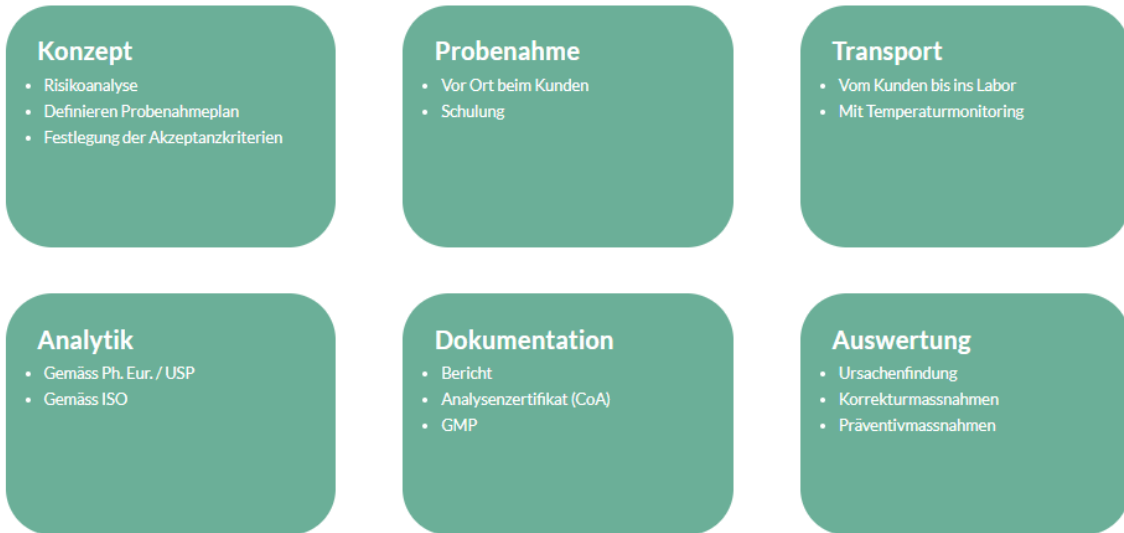 Konzept
• Risikoanalyse
• Definieren Probenahmeplan
• Festlegung der Akzeptanzkriterien
Probenahme
• Vor Ort beim Kunden
• Schulung
Transport
• Vom Kunden bis ins Labor
• Mit Temperaturmonitoring
Analytik
• Gemäss Ph. Eur. / USP
• Gemäss ISO
Dokumentation
• Bericht
• Analysenzertifikat (CoA)
• GMP
Auswertung
• Ursachenfindung
• Korrekturmassnahmen
• Präventivmassnahmen